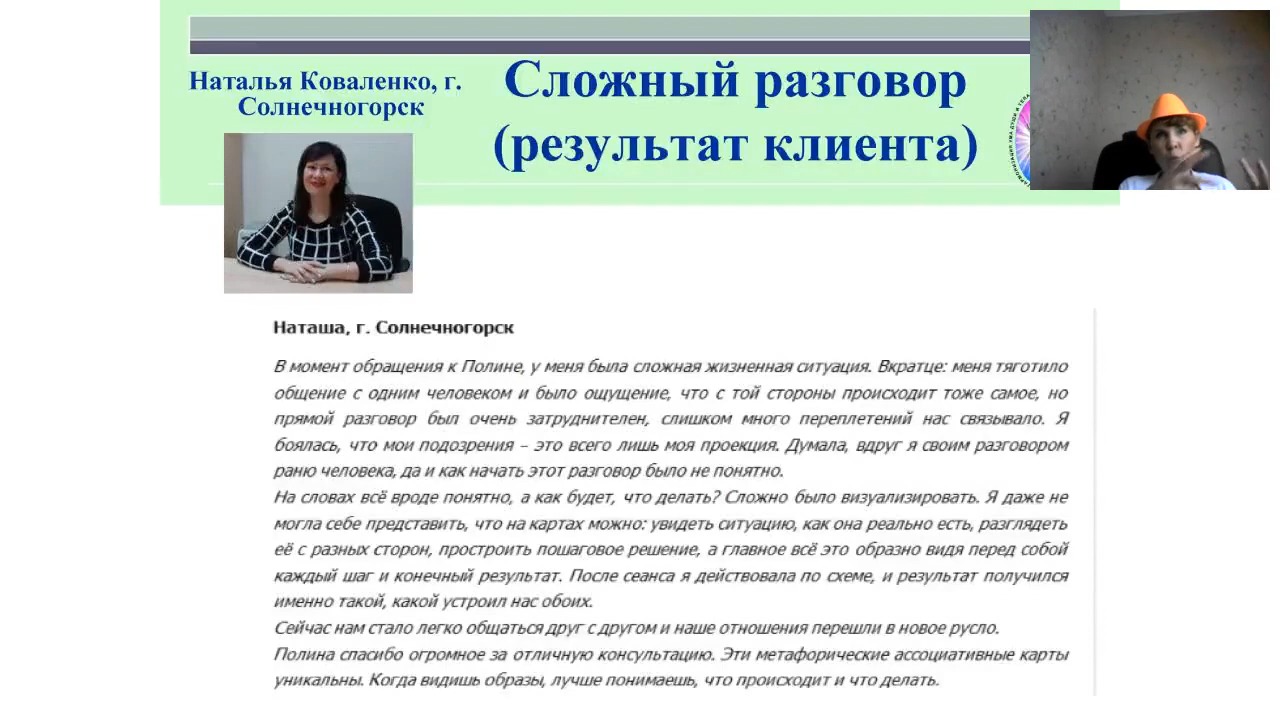 Наталья Коваленко, г.
Солнечногорск
Сложный разговор
(результат клиента)
Наташа, г. Солнечногорск
В момент обращения к Полине, у меня была сложная жизненная ситуация. Вкратце: меня тяготило
общение с одним человеком и было ощущение, что с той стороны происходит тоже самое, но
прямой разговор был очень затруднителен, слишком много переплетений нас связывало. Я
боялась, что мои подозрения – это всего лишь моя проекция. Думала, вдруг я своим разговором
раню человека, да и как начать этот разговор было не понятно.
На словах всё вроде понятно, а как будет, что делать? Сложно было визуализировать. Я даже не
могла себе представить, что на картах можно: увидеть ситуацию, как она реально есть, разглядеть
её с разных сторон, простроить пошаговое решение, а главное всё это образно видя перед собой
каждый шаг и конечный результат. После сеанса я действовала по схеме, и результат получился
именно такой, какой устроил нас обоих.
Сейчас нам стало легко общаться друг с другом и наше отношения перешли в новое русло.
Полина спасибо огромное за отличную консультацию. Эти метафорические ассоциативные карты
уникальны. Когда видишь образы, лучше понимаешь, что происходит и что делать.